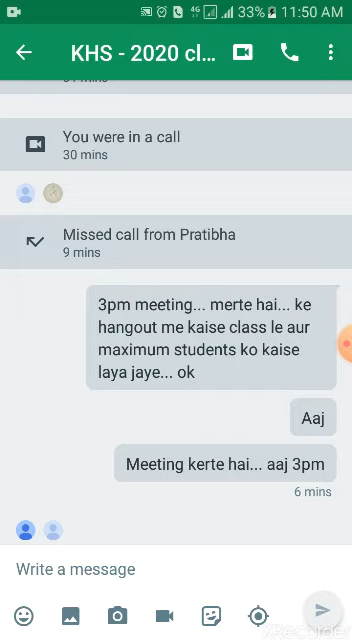 4G 33% 11:50 AM
KHS - 2020 cl...
You were in a call
30 mins
Missed call from Pratibha
9 mins
3pm meeting... merte hai... ke
hangout me kaise class le aur
maximum students ko kaise
laya jaye... ok
Aaj
Meeting kerte hai... aaj 3pm
6 mins
Write a message